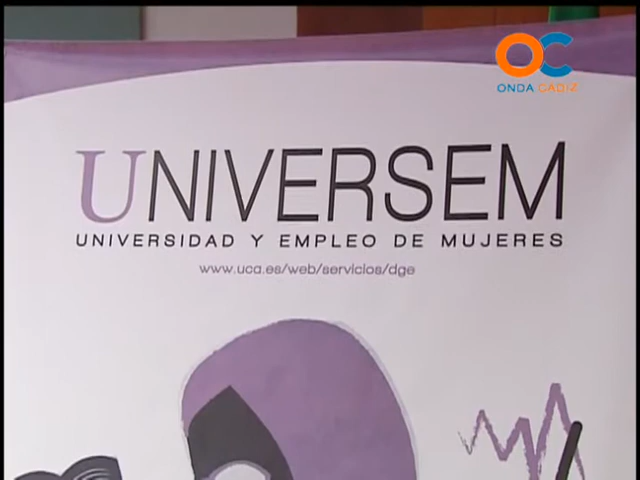 OC
ONDA CADIZ
UNIVERSEM
UNIVERSIDAD Y EMPLEO DE MUJERES
www.uca.es/web/servicios/dge